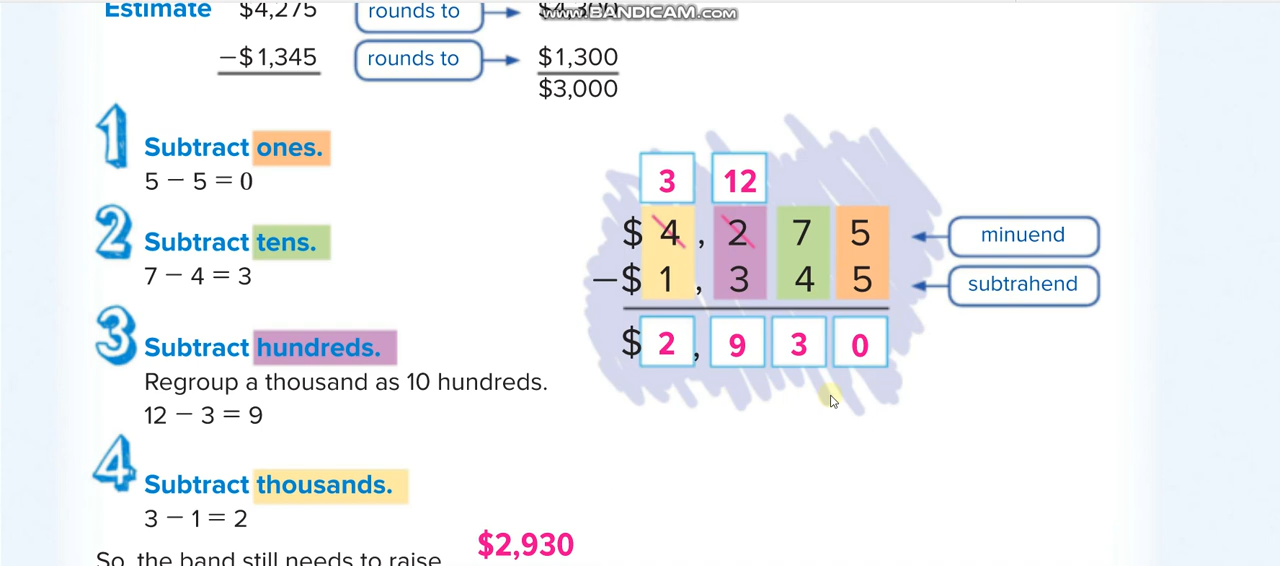 Estimate $4,275 rounds to $4,300
www.BANDICAM.com
−$1,345 rounds to $1,300
$3,000
1 Subtract ones.
5 − 5 = 0
2 Subtract tens.
7 − 4 = 3
3 Subtract hundreds.
Regroup a thousand as 10 hundreds.
12 − 3 = 9
4 Subtract thousands.
3 − 1 = 2
So, the band still needs to raise $2,930
3 12
$ 4, 2 7 5 minuend
−$ 1, 3 4 5 subtrahend
$ 2, 9 3 0